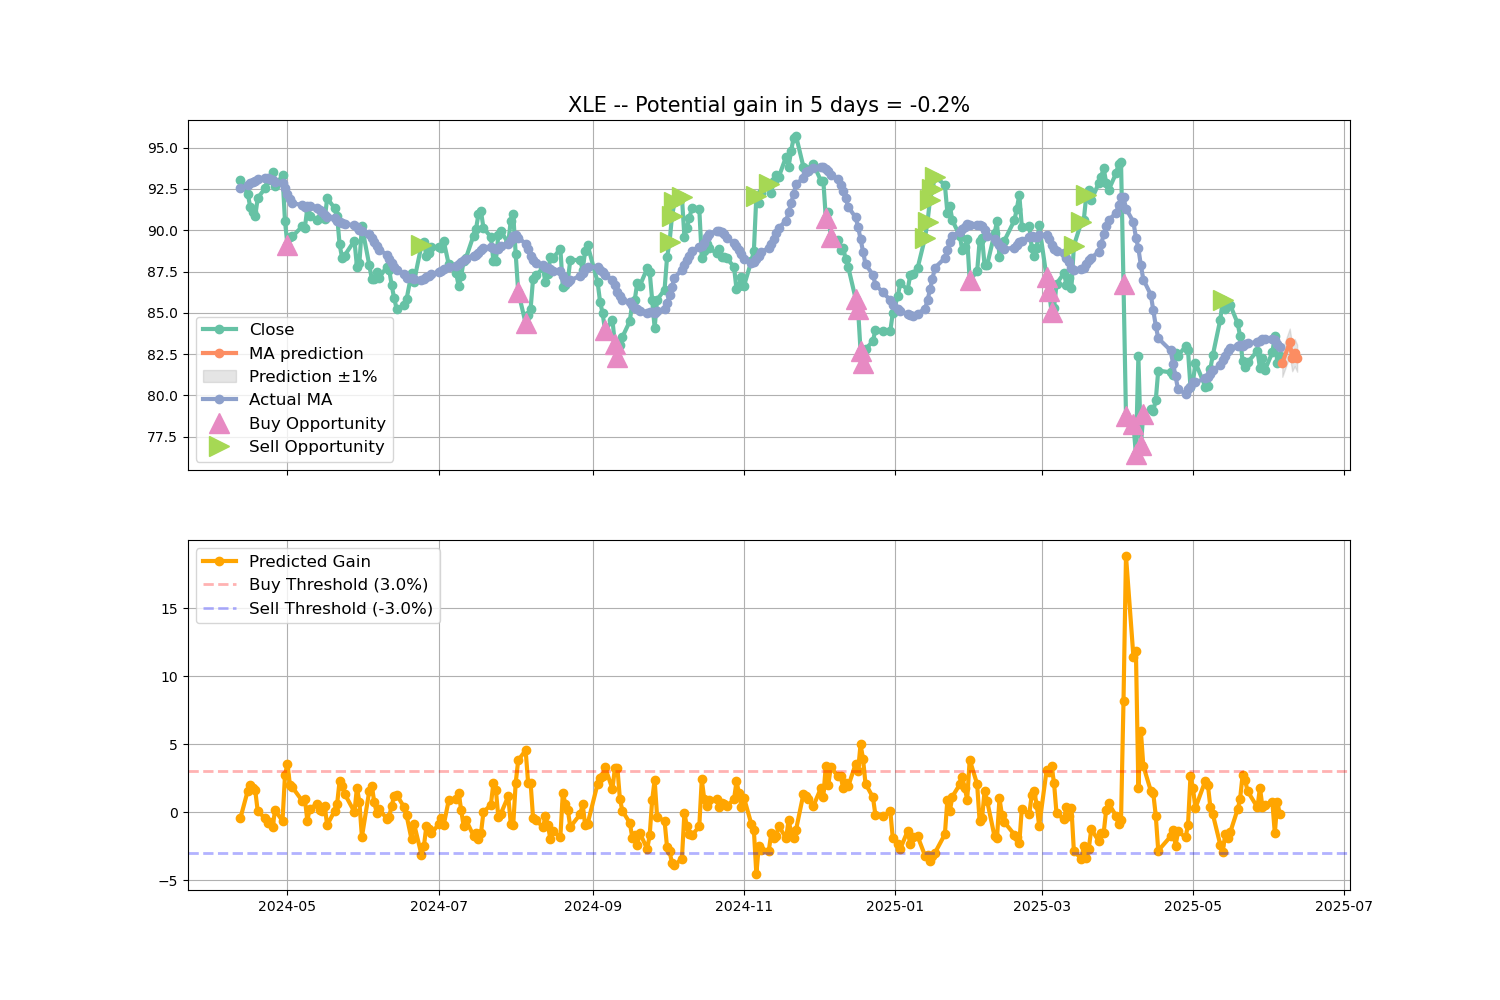 XLE -- Potential gain in 5 days = -0.2%
95.0
92.5
90.0
87.5
85.0
82.5
80.0
77.5
Close
MA prediction
Prediction ±1%
Actual MA
Buy Opportunity
Sell Opportunity
15
10
5
0
−5
Predicted Gain
Buy Threshold (3.0%)
Sell Threshold (-3.0%)
2024-05
2024-07
2024-09
2024-11
2025-01
2025-03
2025-05
2025-07